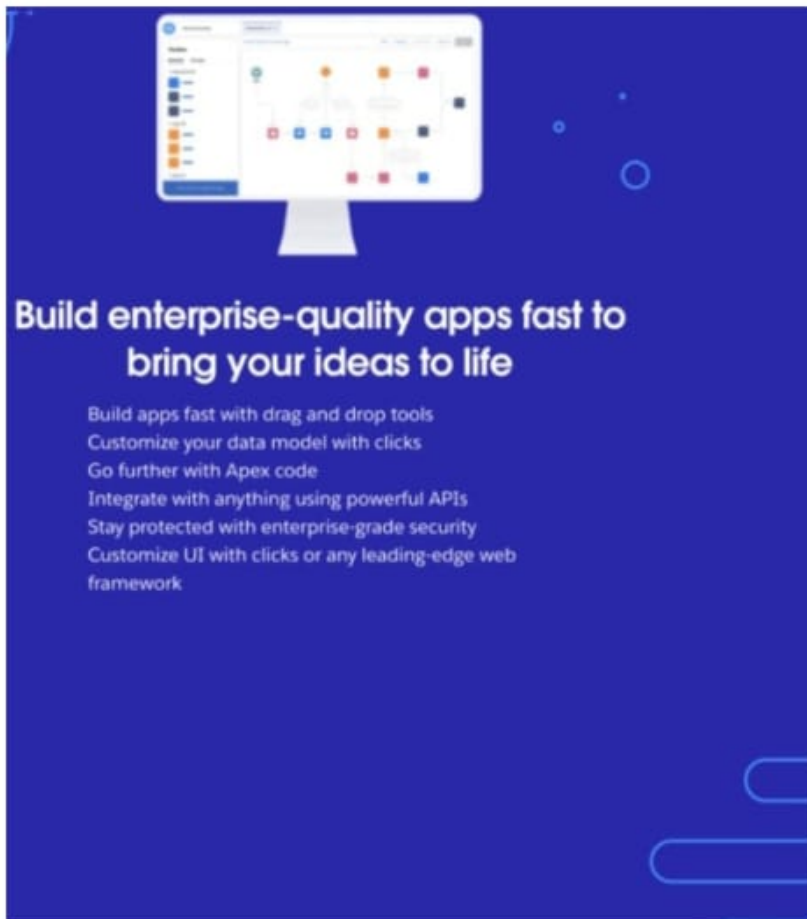 Build enterprise-quality apps fast to
bring your ideas to life
Build apps fast with drag and drop tools
Customize your data model with clicks
Go further with Apex code
Integrate with anything using powerful APIs
Stay protected with enterprise-grade security
Customize UI with clicks or any leading-edge web
framework